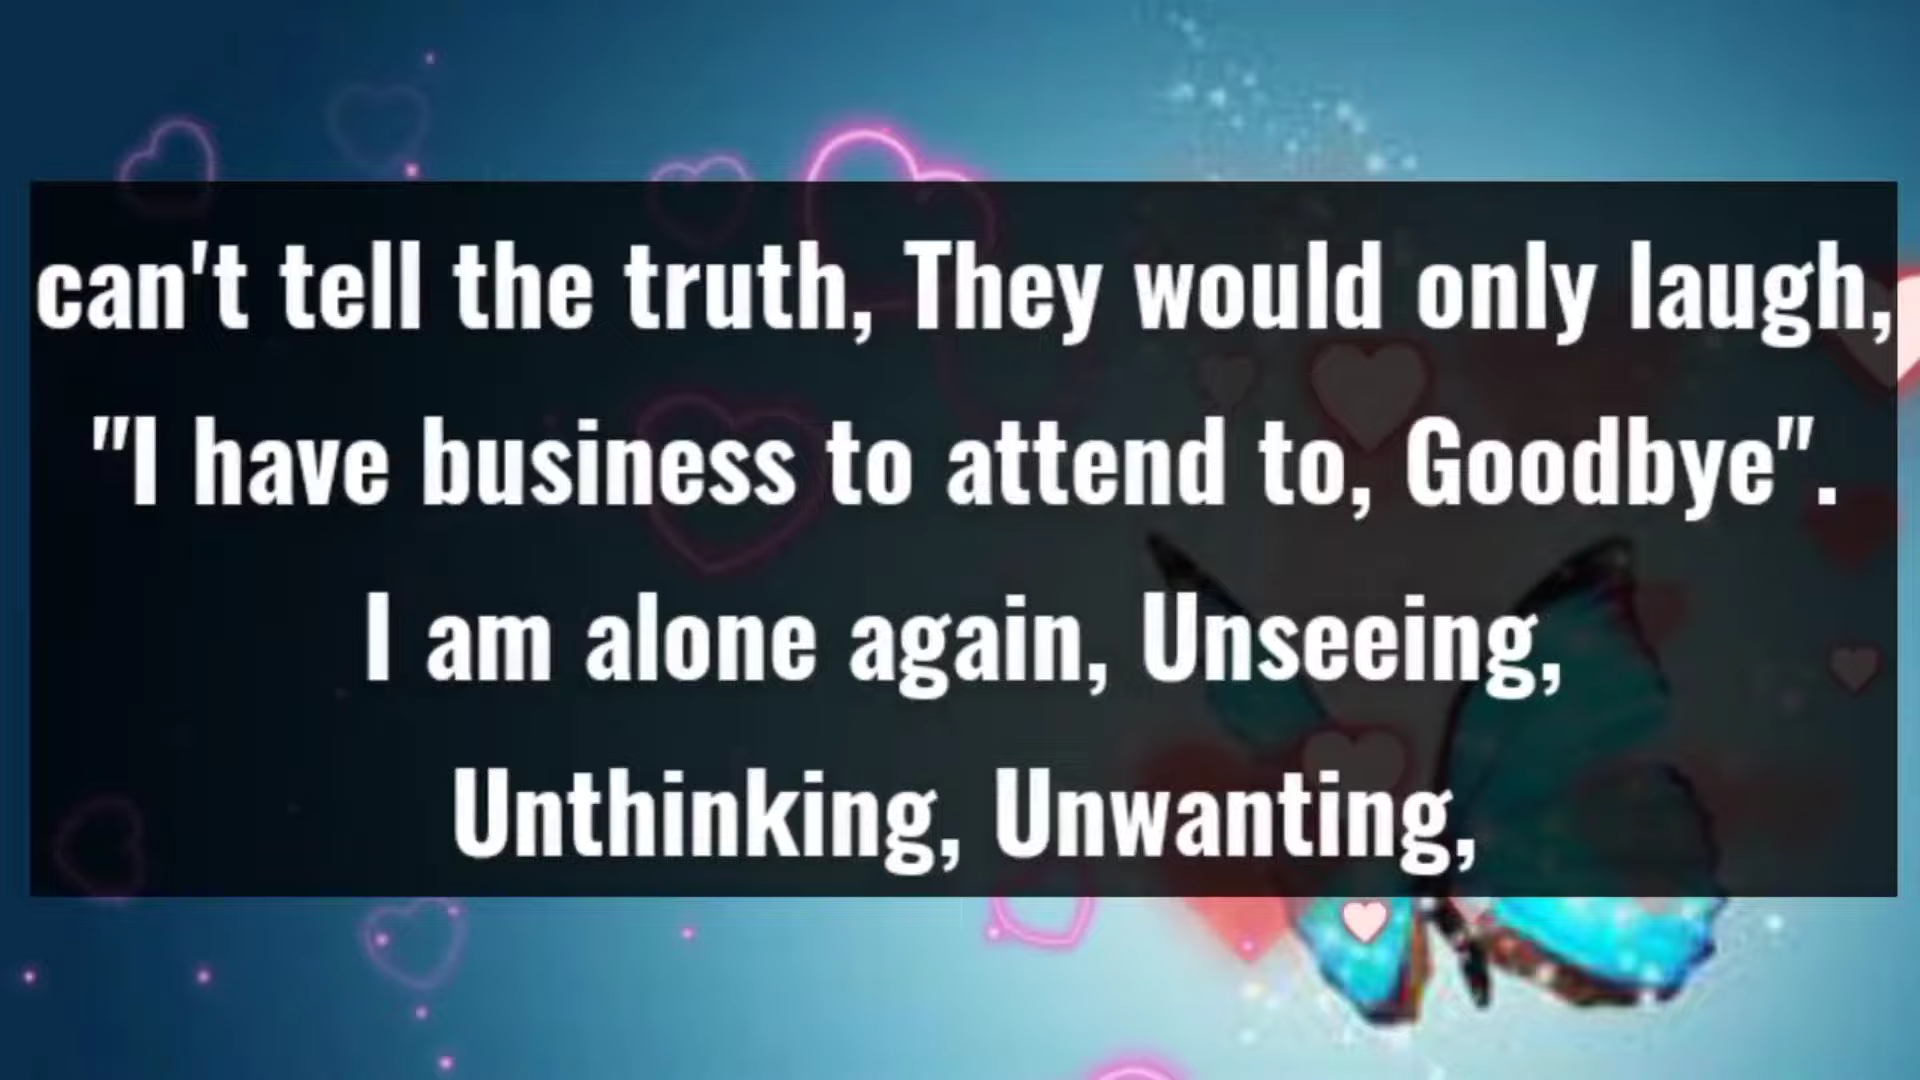 can't tell the truth, They would only laugh,
"I have business to attend to, Goodbye".
I am alone again, Unseeing,
Unthinking, Unwanting,